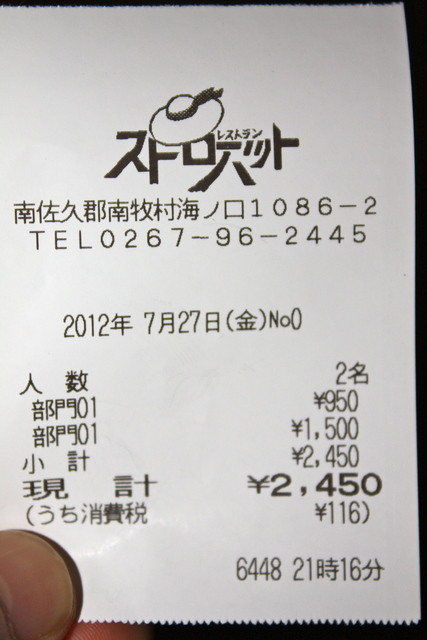 レストラン
ストローハット
南佐久郡南牧村海ノ口1086-2
TEL0267-96-2445
2012年 7月27日(金)No0
人 数 2名
部門01 ¥950
部門01 ¥1,500
小 計 ¥2,450
現 計 ¥2,450
(うち消費税 ¥116)
6448 21時16分